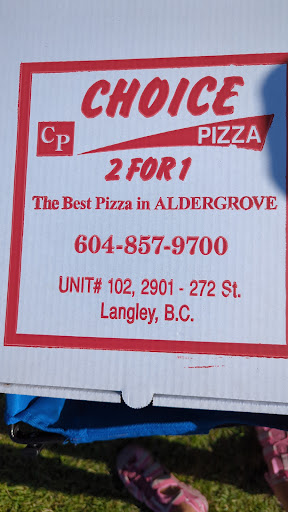 CHOICE
CP PIZZA
2 FOR 1
The Best Pizza in ALDERGROVE
604-857-9700
UNIT# 102, 2901 - 272 St.
Langley, B.C.